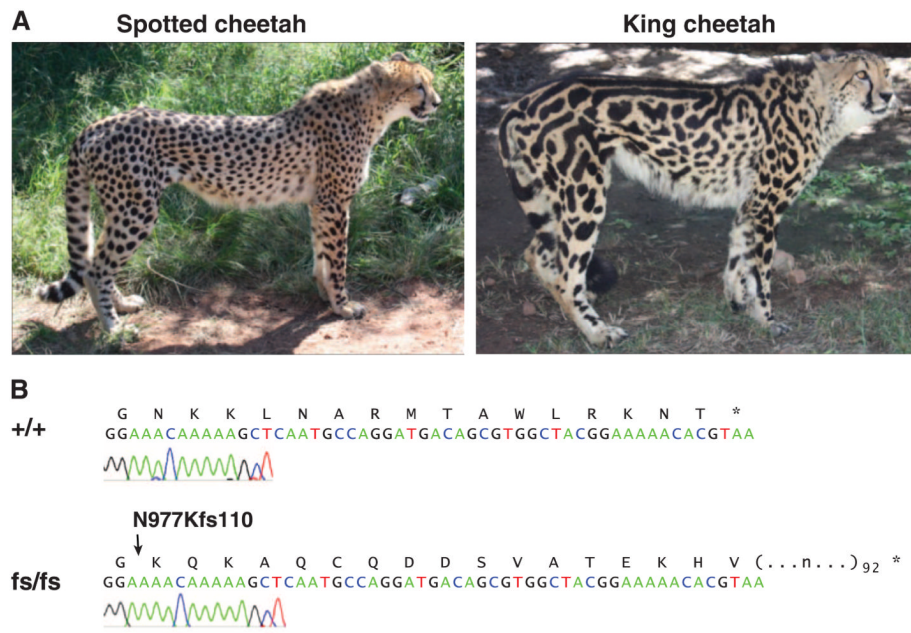 A
Spotted cheetah
King cheetah
B
+/+
G N K K L N A R M T A W L R K N T *
GGAAACAAAAAGCTCAATGCCAGGATGACAGCGTGGCTACGGAAAAACACGTAA
N977Kfs110
fs/fs
G K Q K A Q C Q D D S V A T E K H V (...n...)92 *
GGAAAACAAAAAGCTCAATGCCAGGATGACAGCGTGGCTACGGAAAAACACGTAA